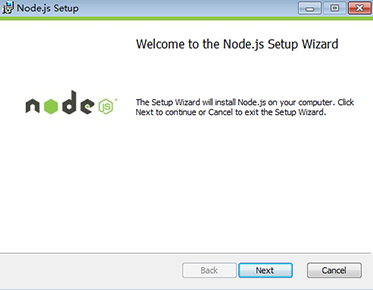 Node.js Setup
Welcome to the Node.js Setup Wizard
node
JS
The Setup Wizard will install Node.js on your computer. Click
Next to continue or Cancel to exit the Setup Wizard.
Back
Next
Cancel